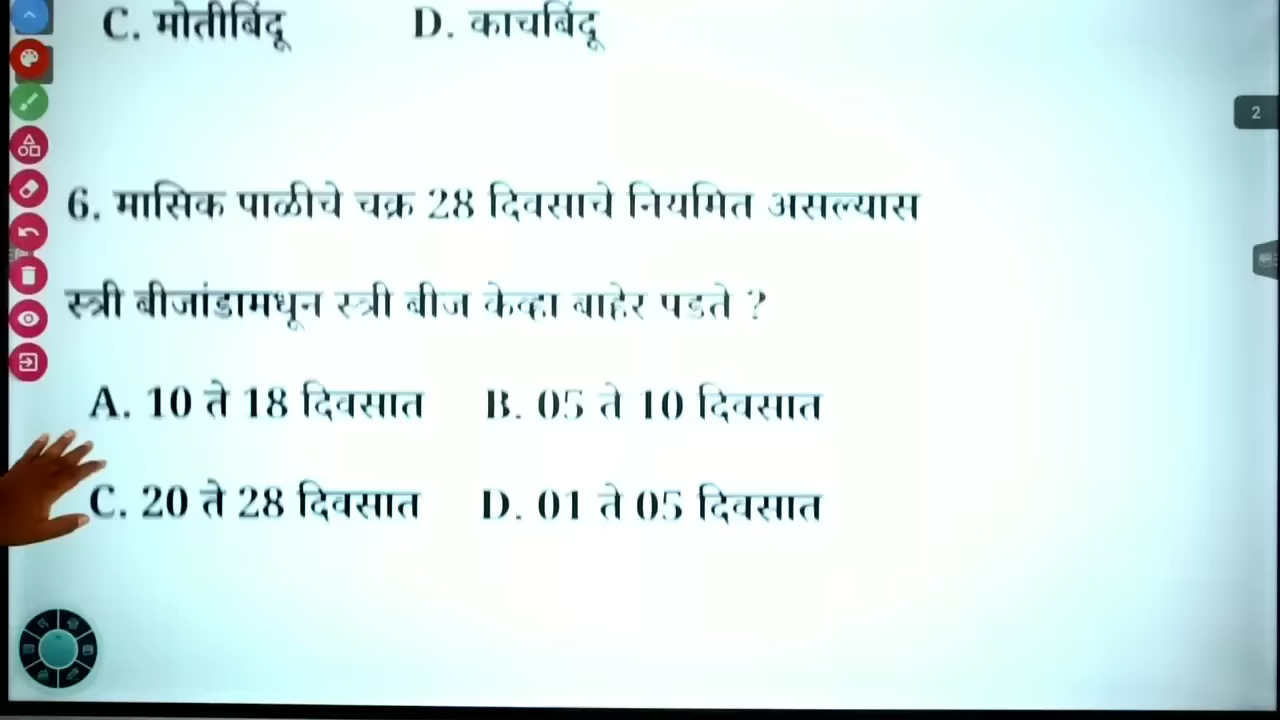 C. मोतीबिंदू D. काचबिंदू
2
6. मासिक पाळीचे चक्र 28 दिवसाचे नियमित असल्यास
स्त्री बीजांडामधून स्त्री बीज केव्हा बाहेर पडते ?
A. 10 ते 18 दिवसात B. 05 ते 10 दिवसात
C. 20 ते 28 दिवसात D. 01 ते 05 दिवसात